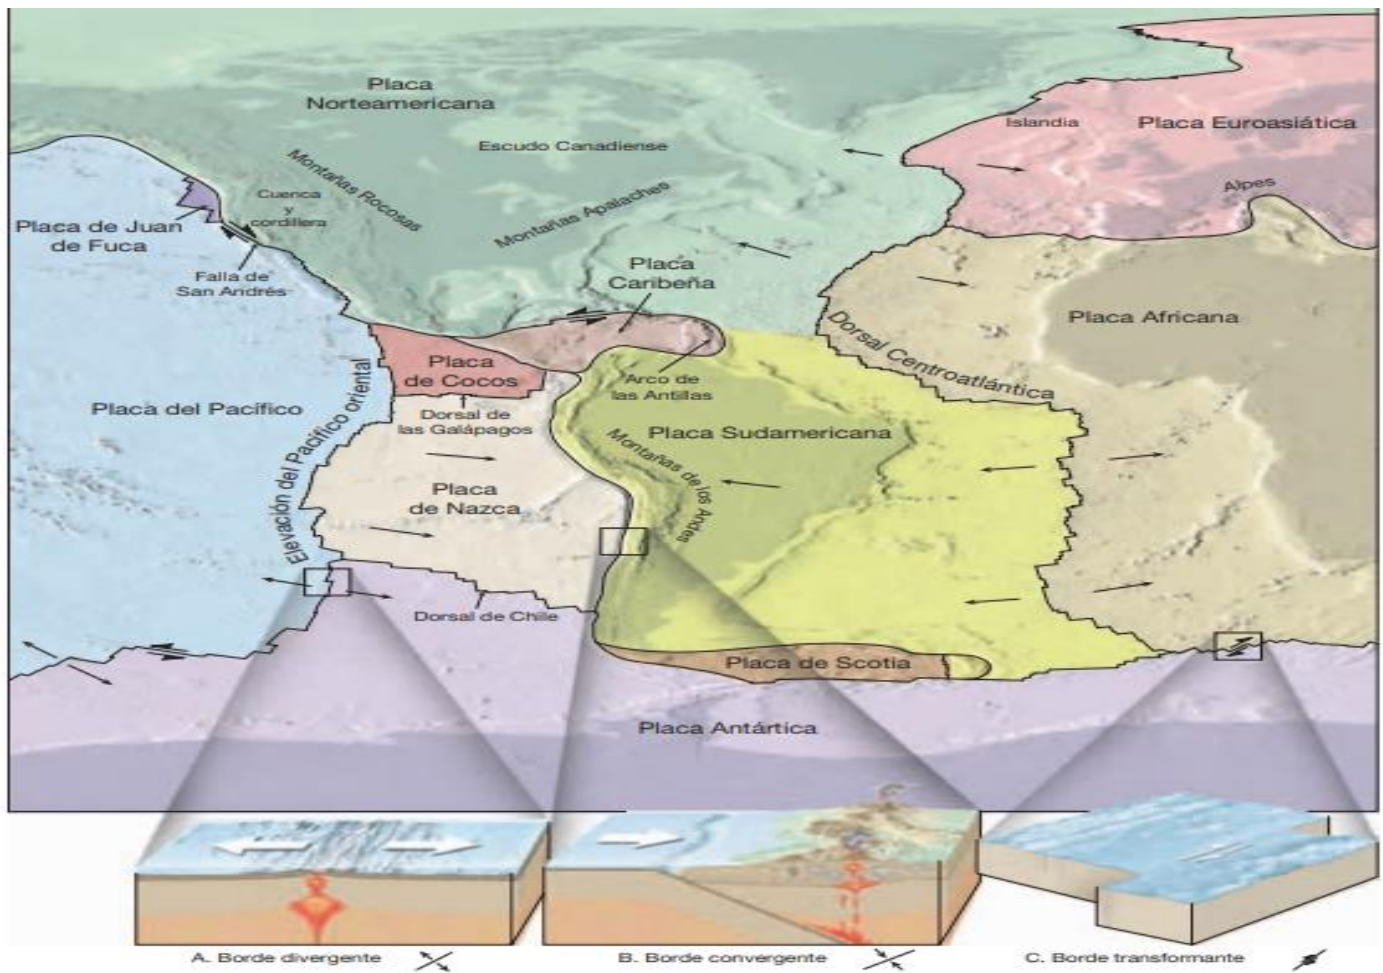 Placa
Norteamericana
Escudo Canadiense
Islandia
Placa Euroasiática
Alpes
Montañas Rocosas
Montañas Apalaches
Cuenca
y
cordillera
Placa de Juan
de Fuca
Falla de
San Andrés
Placa
Caribeña
Placa Africana
Dorsal Centroatlántica
Placa
de Cocos
Arco de
las Antillas
Placa del Pacífico
Elevación del Pacífico oriental
Dorsal de
las Galápagos
Placa Sudamericana
Montañas de los Andes
Placa
de Nazca
Dorsal de Chile
Placa de Scotia
Placa Antártica
A. Borde divergente
B. Borde convergente
C. Borde transformante